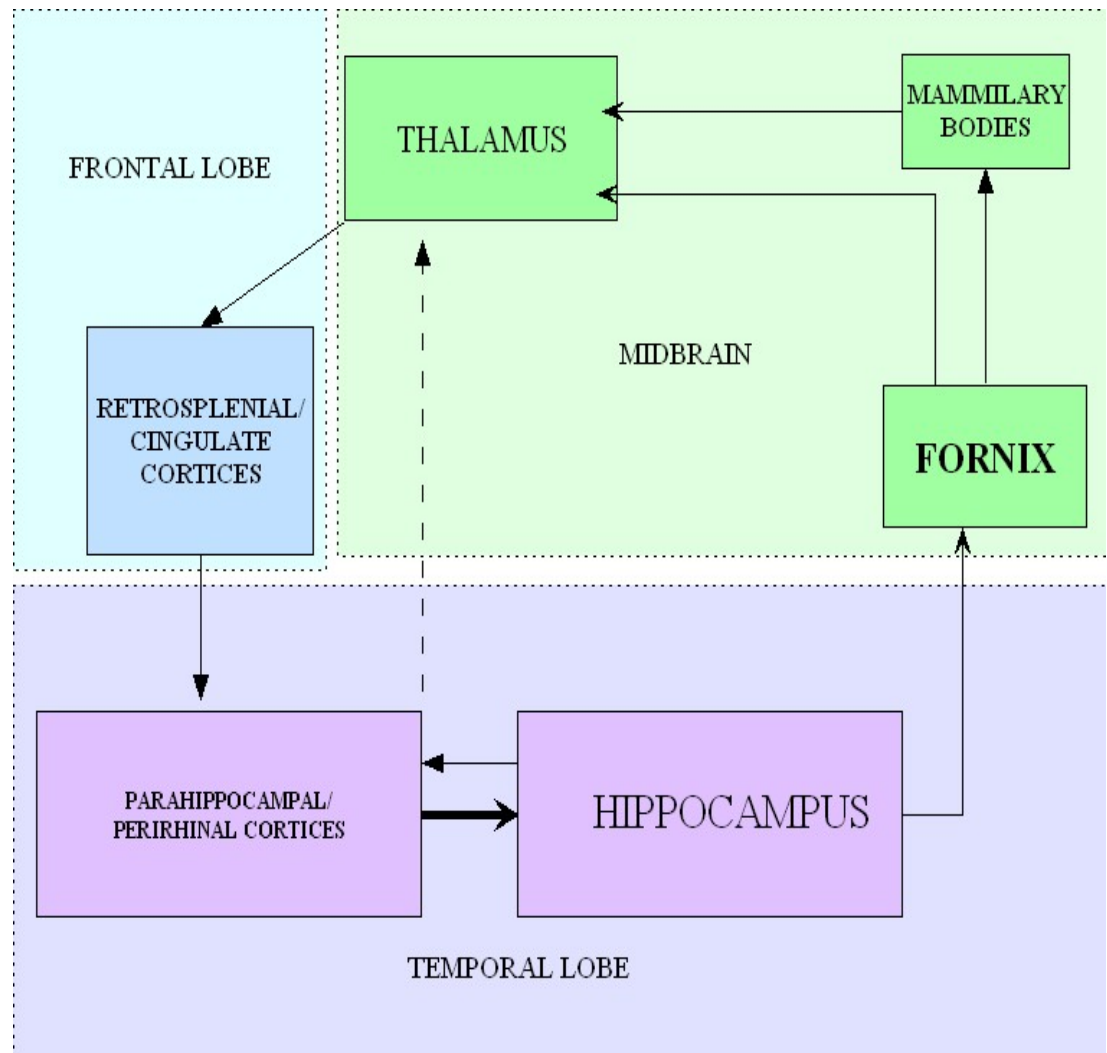 THALAMUS
MAMMILARY
BODIES
FRONTAL LOBE
MIDBRAIN
RETROSPLENIAL/
CINGULATE
CORTICES
FORNIX
PARAHIPPOCAMPAL/
PERIRHINAL CORTICES
HIPPOCAMPUS
TEMPORAL LOBE